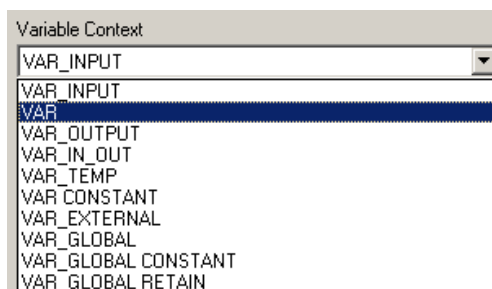 Variable Context
VAR_INPUT
VAR_INPUT
VAR
VAR_OUTPUT
VAR_IN_OUT
VAR_TEMP
VAR CONSTANT
VAR_EXTERNAL
VAR_GLOBAL
VAR_GLOBAL CONSTANT
VAR_GLOBAL RETAIN